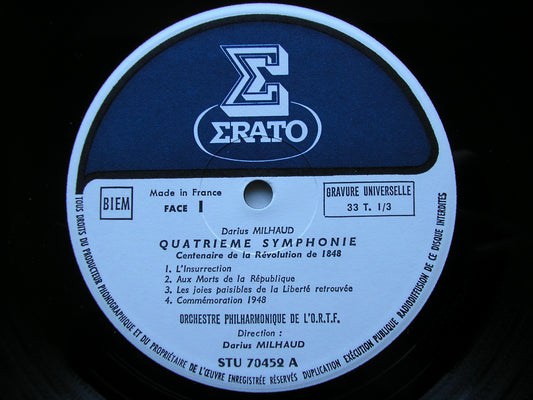 Σ
ΣRATO
BIEM
Made in France
FACE 1
GRAVURE UNIVERSELLE
33 T. 1/3
Darius MILHAUD
QUATRIEME SYMPHONIE
Centenaire de la Révolution de 1848
1. L'Insurrection
2. Aux Morts de la République
3. Les joies paisibles de la Liberté retrouvée
4. Commémoration 1948
ORCHESTRE PHILHARMONIQUE DE L'O.R.T.F.
Direction :
Darius MILHAUD
STU 70452 A
TOUS DROITS DU PRODUCTEUR PHONOGRAPHIQUE ET DU PROPRIÉTAIRE DE L'ŒUVRE ENREGISTRÉE RÉSERVÉS DUPLICATION EXÉCUTION PUBLIQUE RADIODIFFUSION DE CE DISQUE INTERDITES